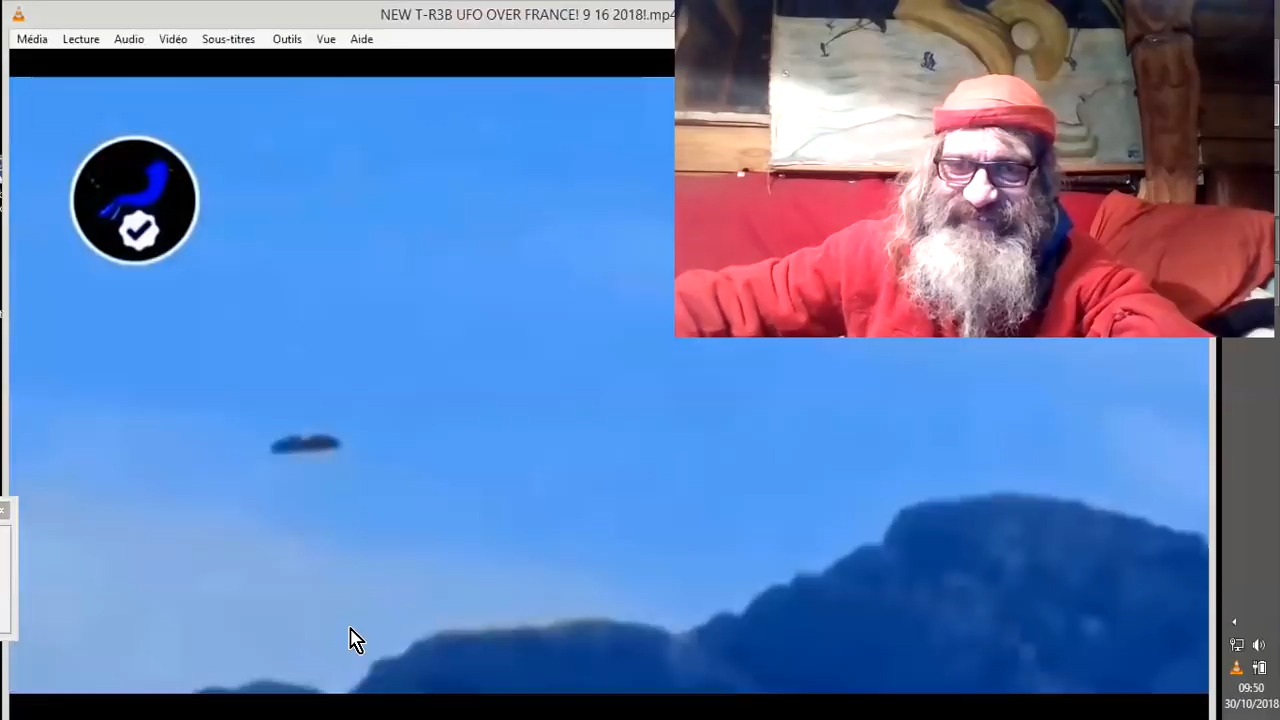 NEW T-R3B UFO OVER FRANCE! 9 16 2018!.mp4
Média Lecture Audio Vidéo Sous-titres Outils Vue Aide
09:50
30/10/2018